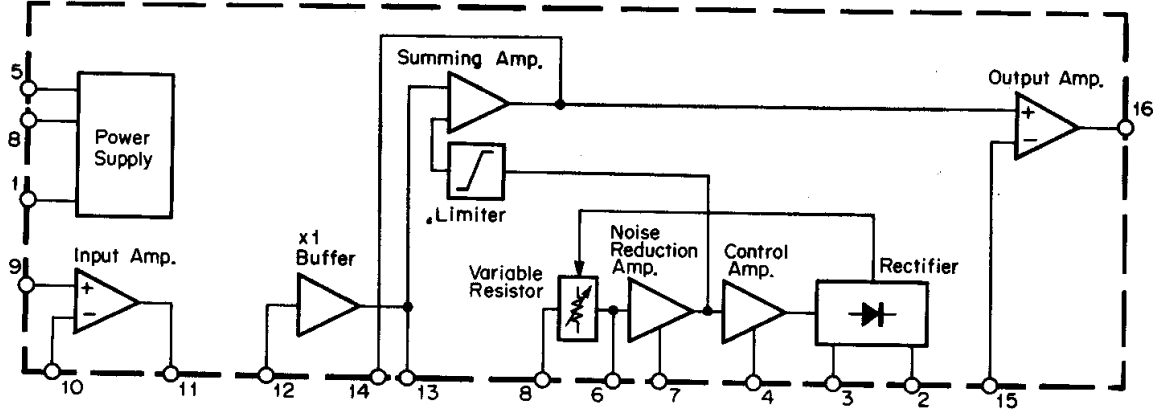 Summing Amp.
Output Amp.
5
16
8
Power
Supply
+
−
1
Limiter
x1
Buffer
Input Amp.
Noise
Reduction
Amp.
Control
Amp.
Rectifier
Variable
Resistor
9
+
−
10
11
12
14
13
8
6
7
4
3
2
15